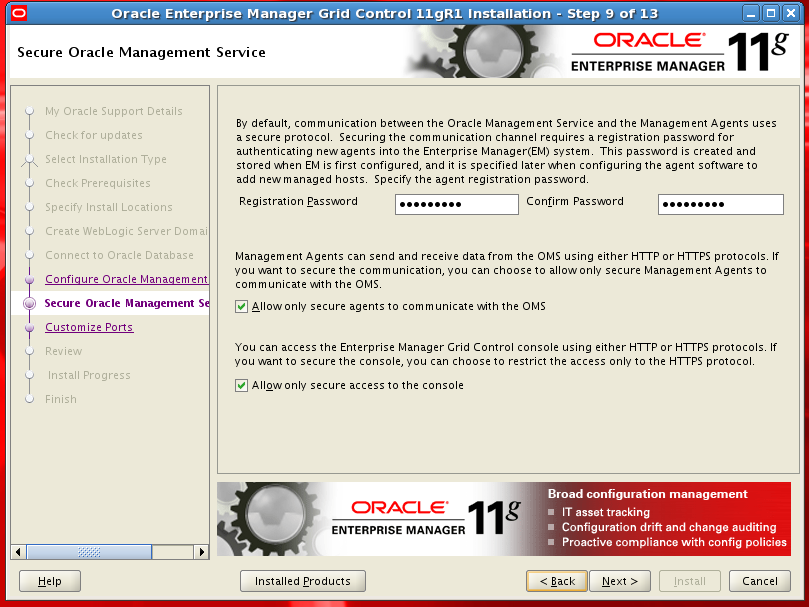 Oracle Enterprise Manager Grid Control 11gR1 Installation - Step 9 of 13
Secure Oracle Management Service
ORACLE
ENTERPRISE MANAGER 11g
My Oracle Support Details
Check for updates
Select Installation Type
Check Prerequisites
Specify Install Locations
Create WebLogic Server Domai
Connect to Oracle Database
Configure Oracle Management
Secure Oracle Management Se
Customize Ports
Review
Install Progress
Finish
By default, communication between the Oracle Management Service and the Management Agents uses
a secure protocol. Securing the communication channel requires a registration password for
authenticating new agents into the Enterprise Manager(EM) system. This password is created and
stored when EM is first configured, and it is specified later when configuring the agent software to
add new managed hosts. Specify the agent registration password.
Registration Password ●●●●●●●●● Confirm Password ●●●●●●●●●
Management Agents can send and receive data from the OMS using either HTTP or HTTPS protocols. If
you want to secure the communication, you can choose to allow only secure Management Agents to
communicate with the OMS.
Allow only secure agents to communicate with the OMS
You can access the Enterprise Manager Grid Control console using either HTTP or HTTPS protocols. If
you want to secure the console, you can choose to restrict the access only to the HTTPS protocol.
Allow only secure access to the console
ORACLE
ENTERPRISE MANAGER 11g
Broad configuration management
IT asset tracking
Configuration drift and change auditing
Proactive compliance with config policies
Help Installed Products < Back Next > Install Cancel